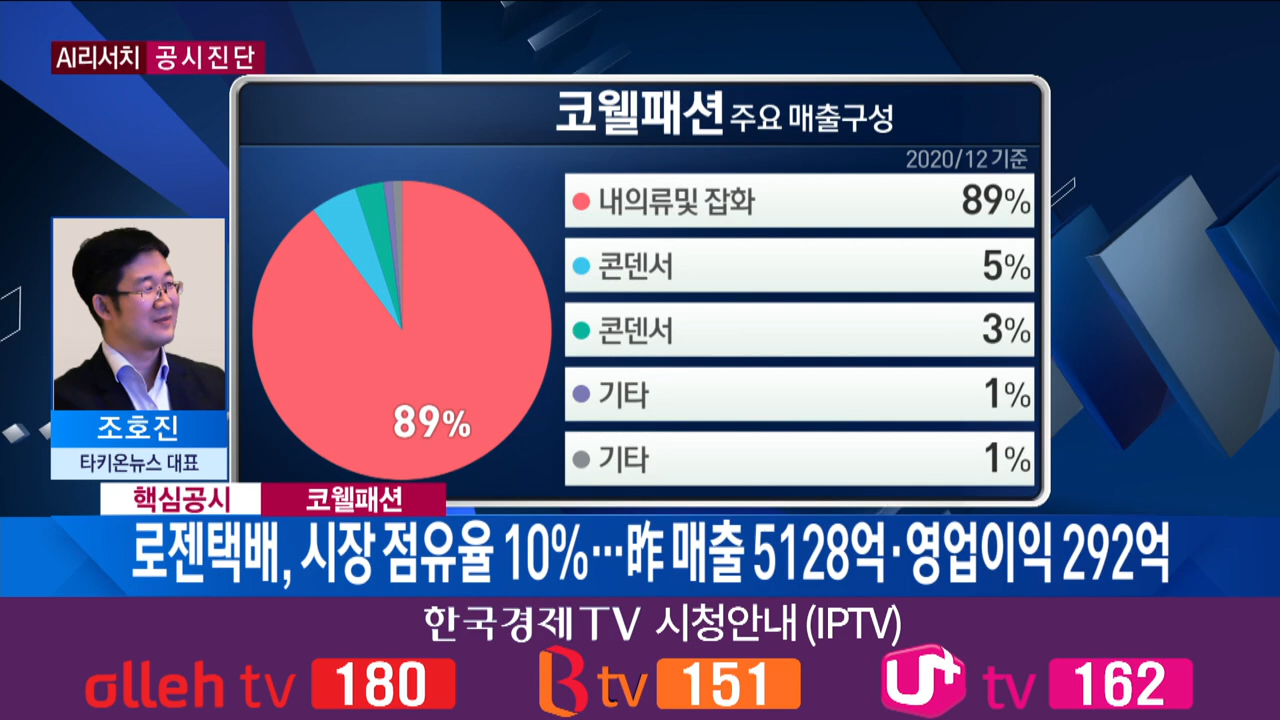 AI리서치 공시진단
코웰패션 주요 매출구성
2020/12 기준
내의류및 잡화 89%
콘덴서 5%
콘덴서 3%
기타 1%
기타 1%
89%
조호진
타키온뉴스 대표
핵심공시 코웰패션
로젠택배, 시장 점유율 10%…昨 매출 5128억·영업이익 292억
한국경제TV 시청안내 (IPTV)
olleh tv 180 B tv 151 U+ tv 162